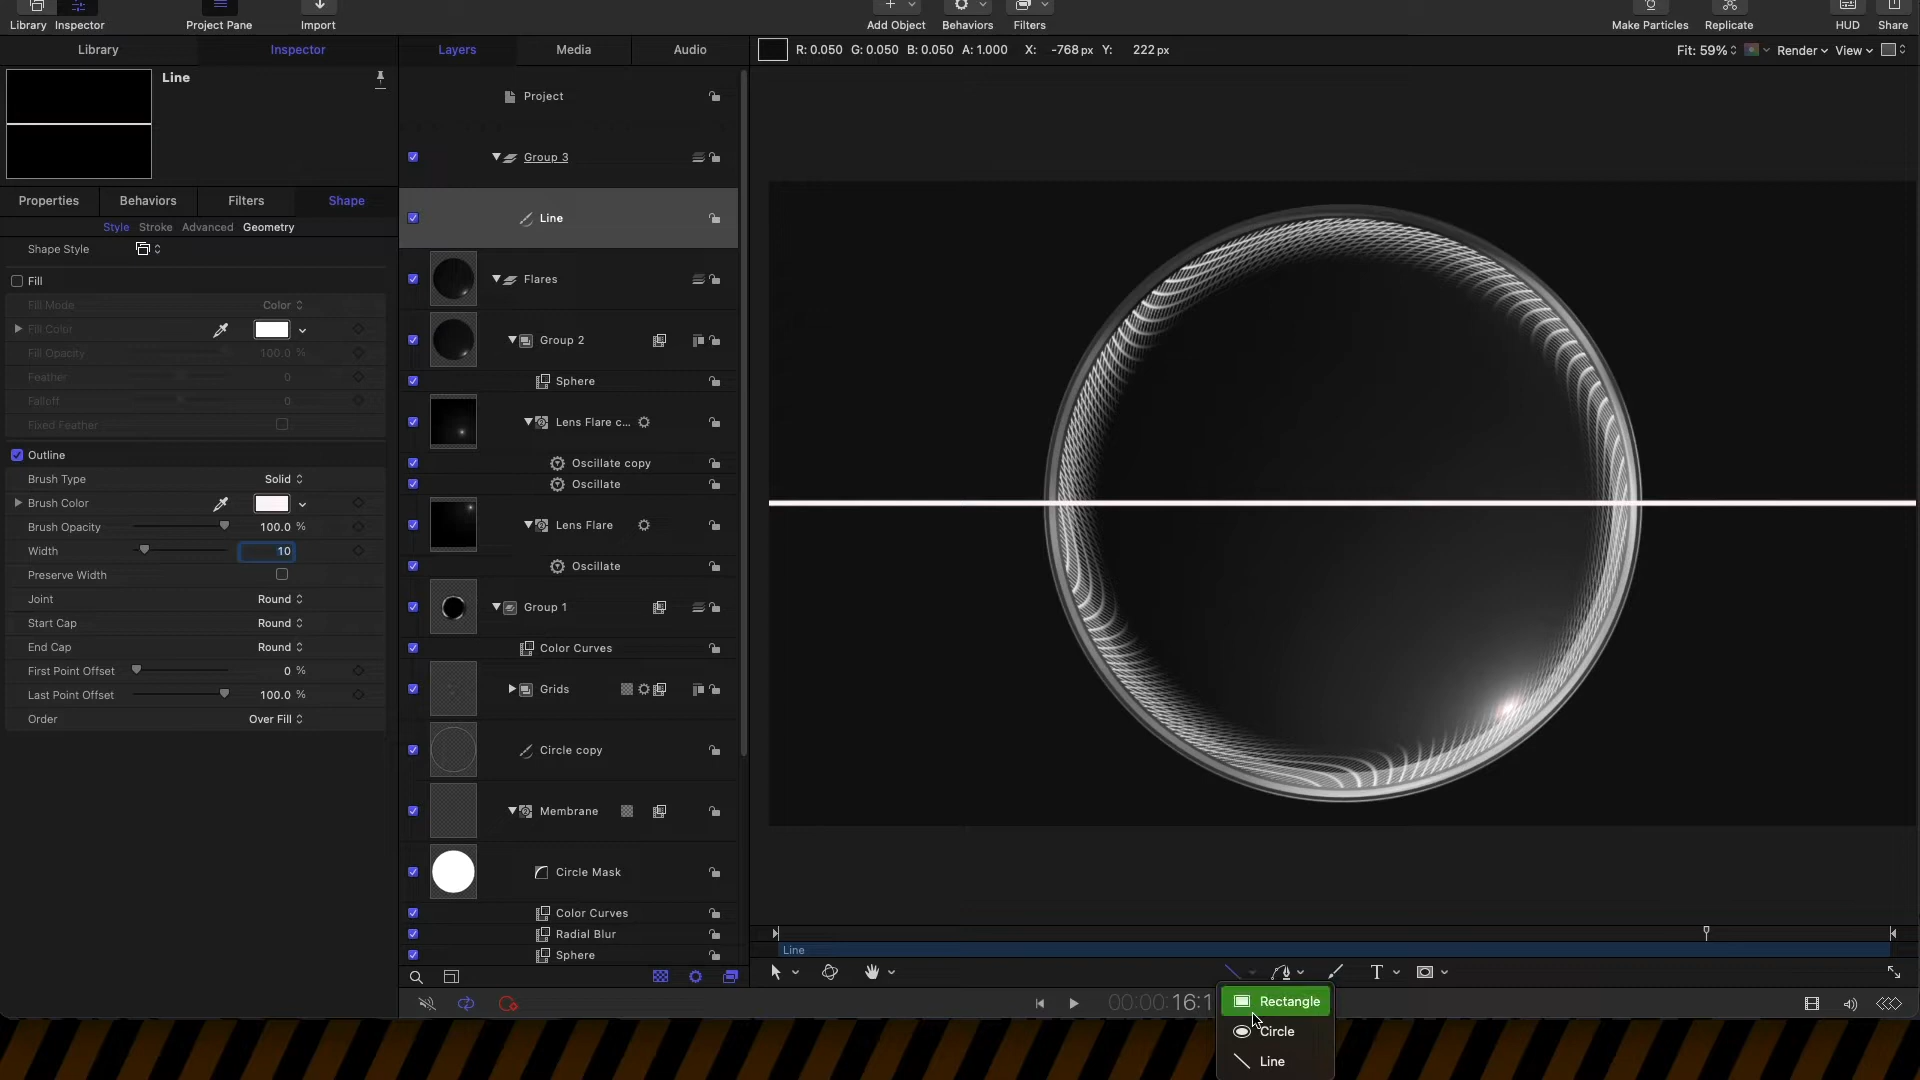 Library Inspector Project Pane Import Add Object Behaviors Filters Make Particles Replicate HUD Share
Library Inspector
Layers Media Audio
R: 0.050 G: 0.050 B: 0.050 A: 1.000 X: -768 px Y: 222 px
Fit: 59% Render View
Line
Properties Behaviors Filters Shape
Style Stroke Advanced Geometry
Shape Style
Fill
Fill Mode Color
Fill Color
Fill Opacity 100.0 %
Feather 0
Falloff 0
Fixed Feather
Outline
Brush Type Solid
Brush Color
Brush Opacity 100.0 %
Width 10
Preserve Width
Joint Round
Start Cap Round
End Cap Round
First Point Offset 0 %
Last Point Offset 100.0 %
Order Over Fill
Project
Group 3
Line
Flares
Group 2
Sphere
Lens Flare c...
Oscillate copy
Oscillate
Lens Flare
Oscillate
Group 1
Color Curves
Grids
Circle copy
Membrane
Circle Mask
Color Curves
Radial Blur
Sphere
Line
T
00:00:16:1
Rectangle
Circle
Line